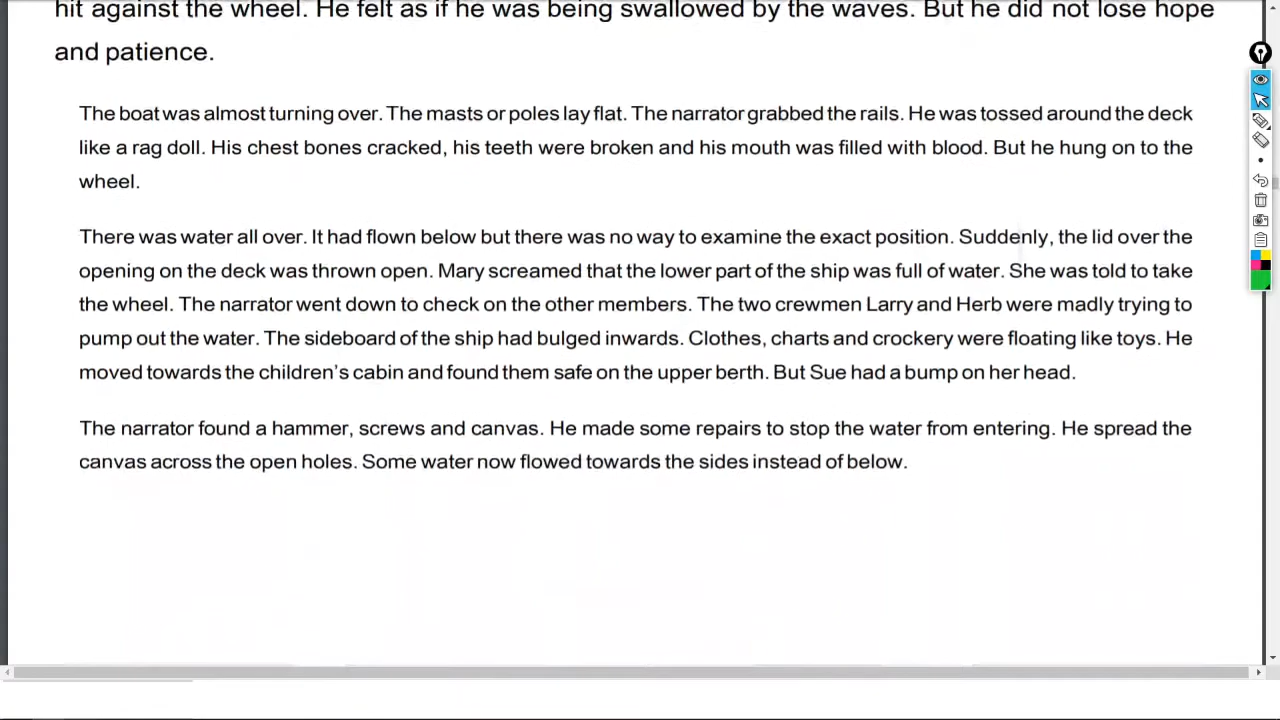 hit against the wheel. He felt as if he was being swallowed by the waves. But he did not lose hope
and patience.
The boat was almost turning over. The masts or poles lay flat. The narrator grabbed the rails. He was tossed around the deck
like a rag doll. His chest bones cracked, his teeth were broken and his mouth was filled with blood. But he hung on to the
wheel.
There was water all over. It had flown below but there was no way to examine the exact position. Suddenly, the lid over the
opening on the deck was thrown open. Mary screamed that the lower part of the ship was full of water. She was told to take
the wheel. The narrator went down to check on the other members. The two crewmen Larry and Herb were madly trying to
pump out the water. The sideboard of the ship had bulged inwards. Clothes, charts and crockery were floating like toys. He
moved towards the children's cabin and found them safe on the upper berth. But Sue had a bump on her head.
The narrator found a hammer, screws and canvas. He made some repairs to stop the water from entering. He spread the
canvas across the open holes. Some water now flowed towards the sides instead of below.